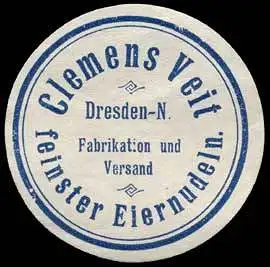 Clemens Veit
Dresden-N.
Fabrikation und
Versand
feinster Eiernudeln.